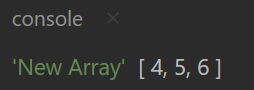 console ×
'New Array' [ 4, 5, 6 ]